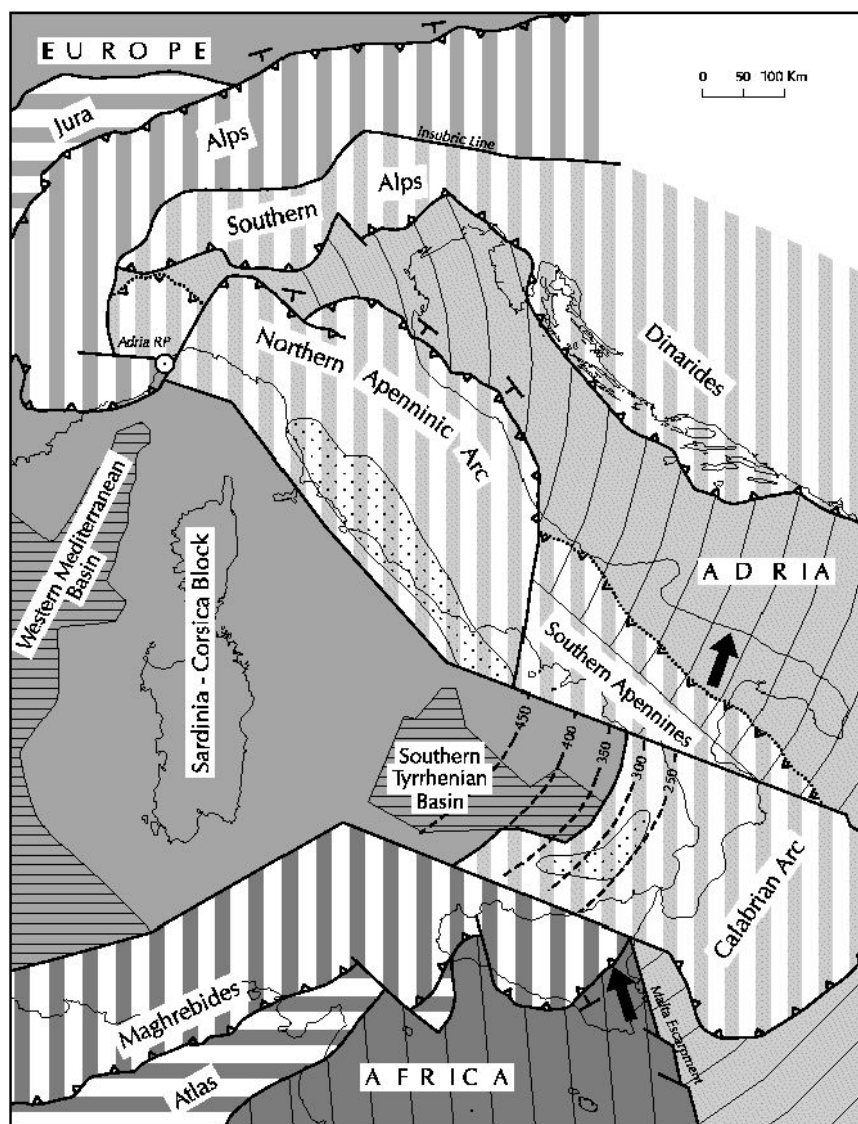 EUROPE
0 50 100 Km
Jura
Alps
Insubric Line
Alps
Southern
Adria RP
Northern
Apenninic
Arc
Dinarides
Western Mediterranean
Basin
Sardinia - Corsica Block
ADRIA
Southern Apennines
450
400
350
300
250
Southern
Tyrrhenian
Basin
Calabrian Arc
Maghrebides
Malta Escarpment
Atlas
AFRICA